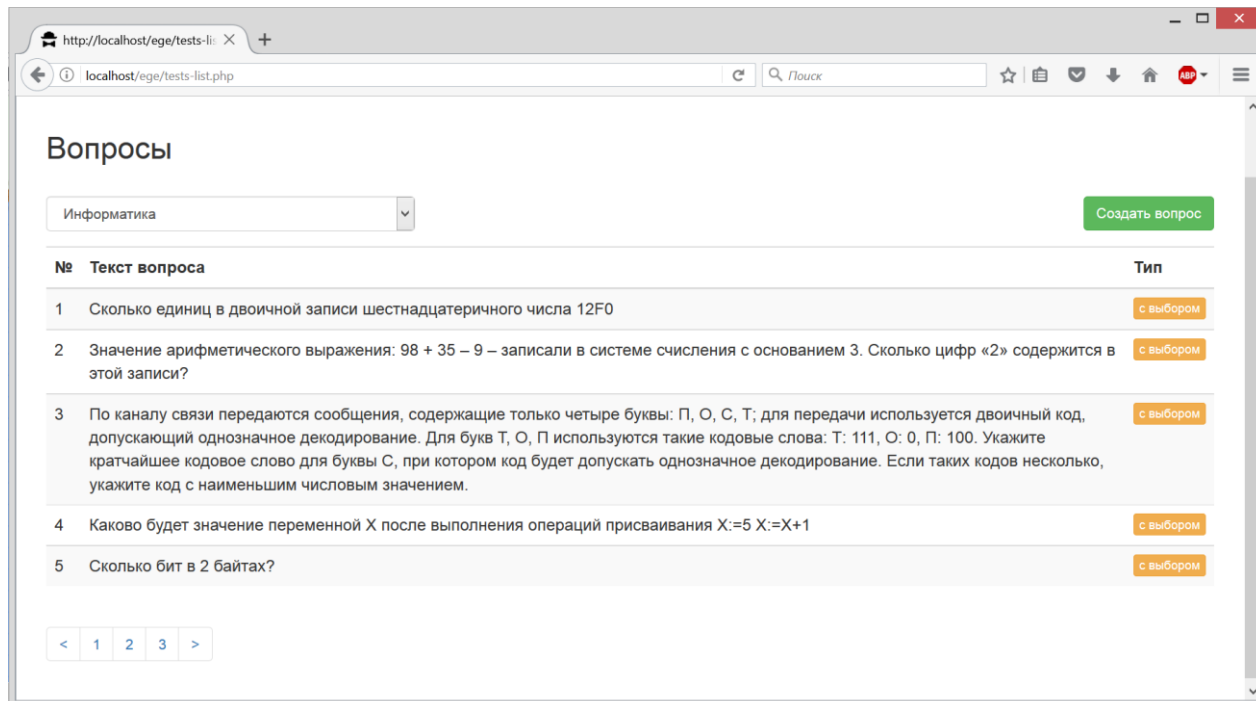 http://localhost/ege/tests-lis
localhost/ege/tests-list.php
Поиск
ABP
Вопросы
Информатика
Создать вопрос
№ Текст вопроса Тип
1 Сколько единиц в двоичной записи шестнадцатеричного числа 12F0 с выбором
2 Значение арифметического выражения: 98 + 35 – 9 – записали в системе счисления с основанием 3. Сколько цифр «2» содержится в с выбором
этой записи?
3 По каналу связи передаются сообщения, содержащие только четыре буквы: П, О, С, Т; для передачи используется двоичный код, с выбором
допускающий однозначное декодирование. Для букв Т, О, П используются такие кодовые слова: Т: 111, О: 0, П: 100. Укажите
кратчайшее кодовое слово для буквы С, при котором код будет допускать однозначное декодирование. Если таких кодов несколько,
укажите код с наименьшим числовым значением.
4 Каково будет значение переменной Х после выполнения операций присваивания X:=5 X:=X+1 с выбором
5 Сколько бит в 2 байтах? с выбором
< 1 2 3 >